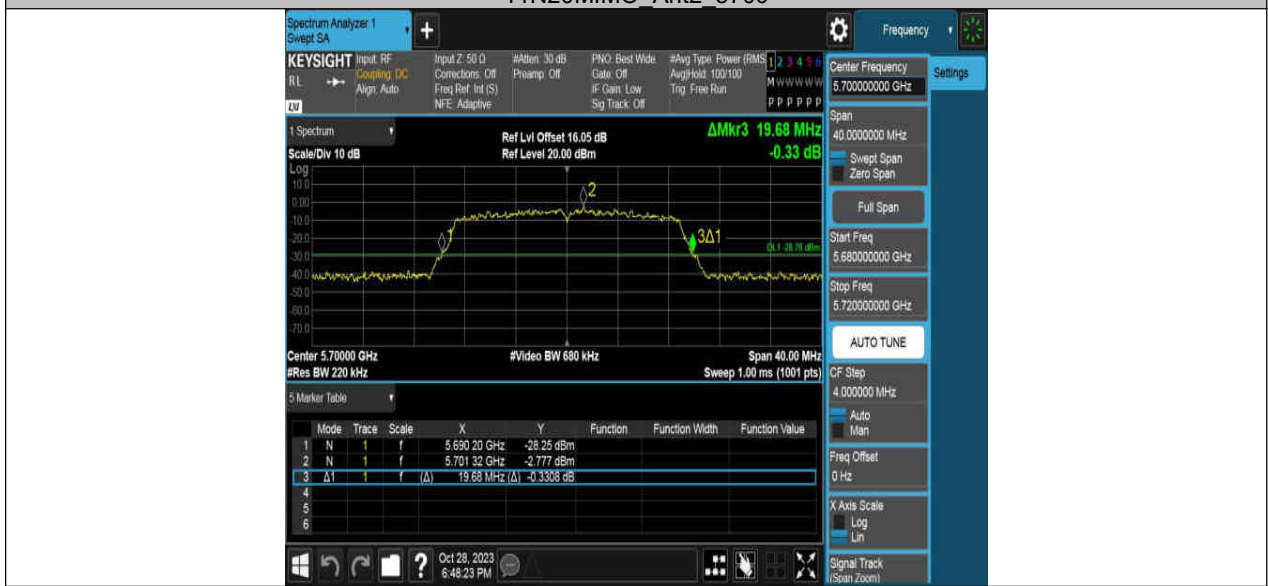 11N20MIMO_Ant2_5700
Spectrum Analyzer 1
Swept SA
+
Frequency
KEYSIGHT
RL
LXI
Input: RF
Coupling: DC
Align: Auto
Input Z: 50 Ω
Corrections: Off
Freq Ref: Int (S)
NFE: Adaptive
#Atten: 30 dB
Preamp: Off
PNO: Best Wide
Gate: Off
IF Gain: Low
Sig Track: Off
#Avg Type: Power (RMS
Avg|Hold: 100/100
Trig: Free Run
1 2 3 4 5 6
M W W W W W
P P P P P P
Center Frequency
5.700000000 GHz
Settings
1 Spectrum
Scale/Div 10 dB
Ref Lvl Offset 16.05 dB
Ref Level 20.00 dBm
ΔMkr3 19.68 MHz
-0.33 dB
Span
40.0000000 MHz
Swept Span
Zero Span
Full Span
Start Freq
5.680000000 GHz
Stop Freq
5.720000000 GHz
AUTO TUNE
CF Step
4.000000 MHz
Auto
Man
Freq Offset
0 Hz
X Axis Scale
Log
Lin
Signal Track
(Span Zoom)
Log
10.0
0.00
-10.0
-20.0
-30.0
-40.0
-50.0
-60.0
-70.0
1
2
3Δ1
DL1 -28.78 dBm
Center 5.70000 GHz
#Res BW 220 kHz
#Video BW 680 kHz
Span 40.00 MHz
Sweep 1.00 ms (1001 pts)
5 Marker Table
Mode Trace Scale X Y Function Function Width Function Value
1 N 1 f 5.690 20 GHz -28.25 dBm
2 N 1 f 5.701 32 GHz -2.777 dBm
3 Δ1 1 f (Δ) 19.68 MHz (Δ) -0.3308 dB
4
5
6
?
Oct 28, 2023
6:48:23 PM